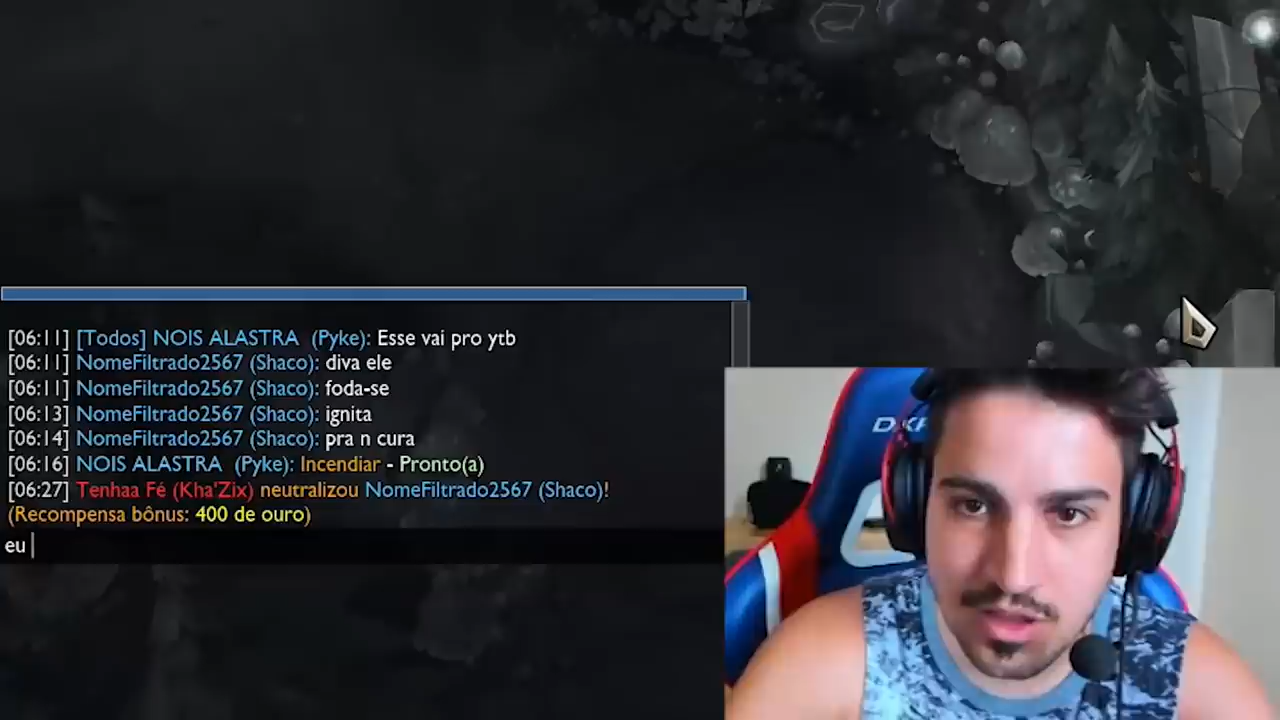 [06:11] [Todos] NOIS ALASTRA (Pyke): Esse vai pro ytb
[06:11] NomeFiltrado2567 (Shaco): diva ele
[06:11] NomeFiltrado2567 (Shaco): foda-se
[06:13] NomeFiltrado2567 (Shaco): ignita
[06:14] NomeFiltrado2567 (Shaco): pra n cura
[06:16] NOIS ALASTRA (Pyke): Incendiar - Pronto(a)
[06:27] Tenhaa Fé (Kha'Zix) neutralizou NomeFiltrado2567 (Shaco)!
(Recompensa bônus: 400 de ouro)
eu